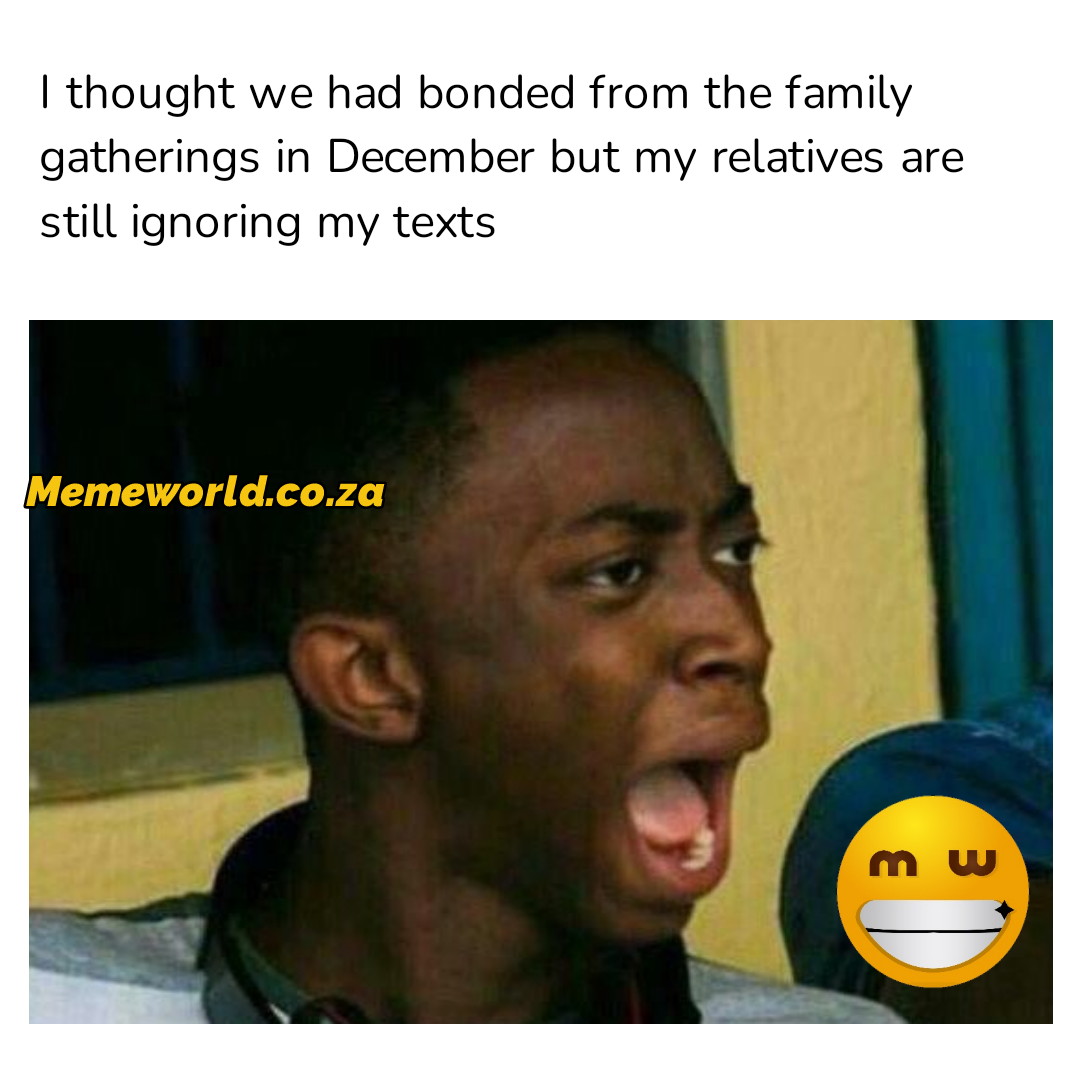 I thought we had bonded from the family
gatherings in December but my relatives are
still ignoring my texts
Memeworld.co.za
m w